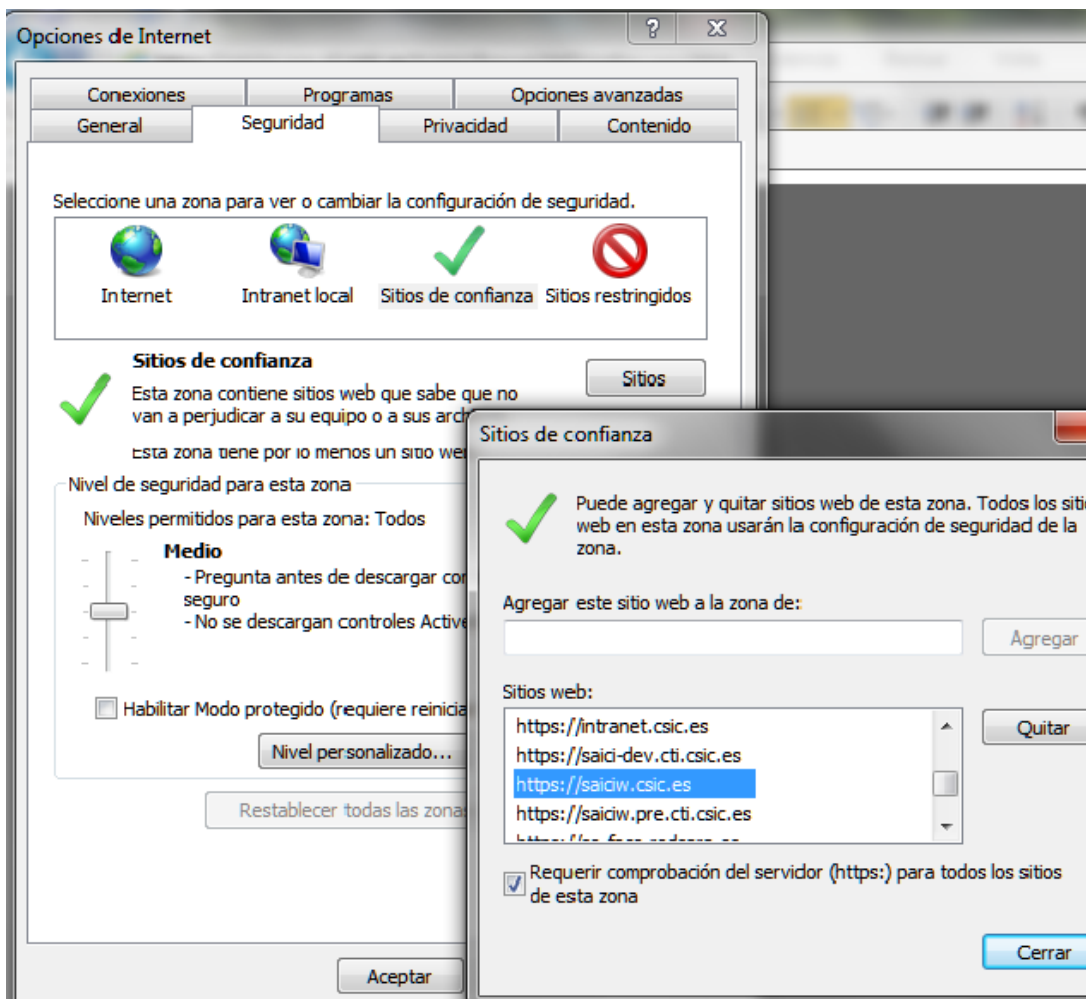 Opciones de Internet
Conexiones Programas Opciones avanzadas
General Seguridad Privacidad Contenido
Seleccione una zona para ver o cambiar la configuración de seguridad.
Internet Intranet local Sitios de confianza Sitios restringidos
Sitios de confianza
Sitios
Esta zona contiene sitios web que sabe que no
van a perjudicar a su equipo o a sus
Esta zona tiene por lo menos un sitio
Nivel de seguridad para esta zona
Niveles permitidos para esta zona: Todos
Medio
- Pregunta antes de descargar
seguro
- No se descargan controles
Habilitar Modo protegido (requiere
Nivel personalizado...
Restablecer todas las
Aceptar
Sitios de confianza
Puede agregar y quitar sitios web de esta zona. Todos los
web en esta zona usarán la configuración de seguridad de la
zona.
Agregar este sitio web a la zona de:
Agregar
Sitios web:
https://intranet.csic.es
https://saici-dev.cti.csic.es
https://saiciw.csic.es
https://saiciw.pre.cti.csic.es
Quitar
Requerir comprobación del servidor (https:) para todos los sitios
de esta zona
Cerrar